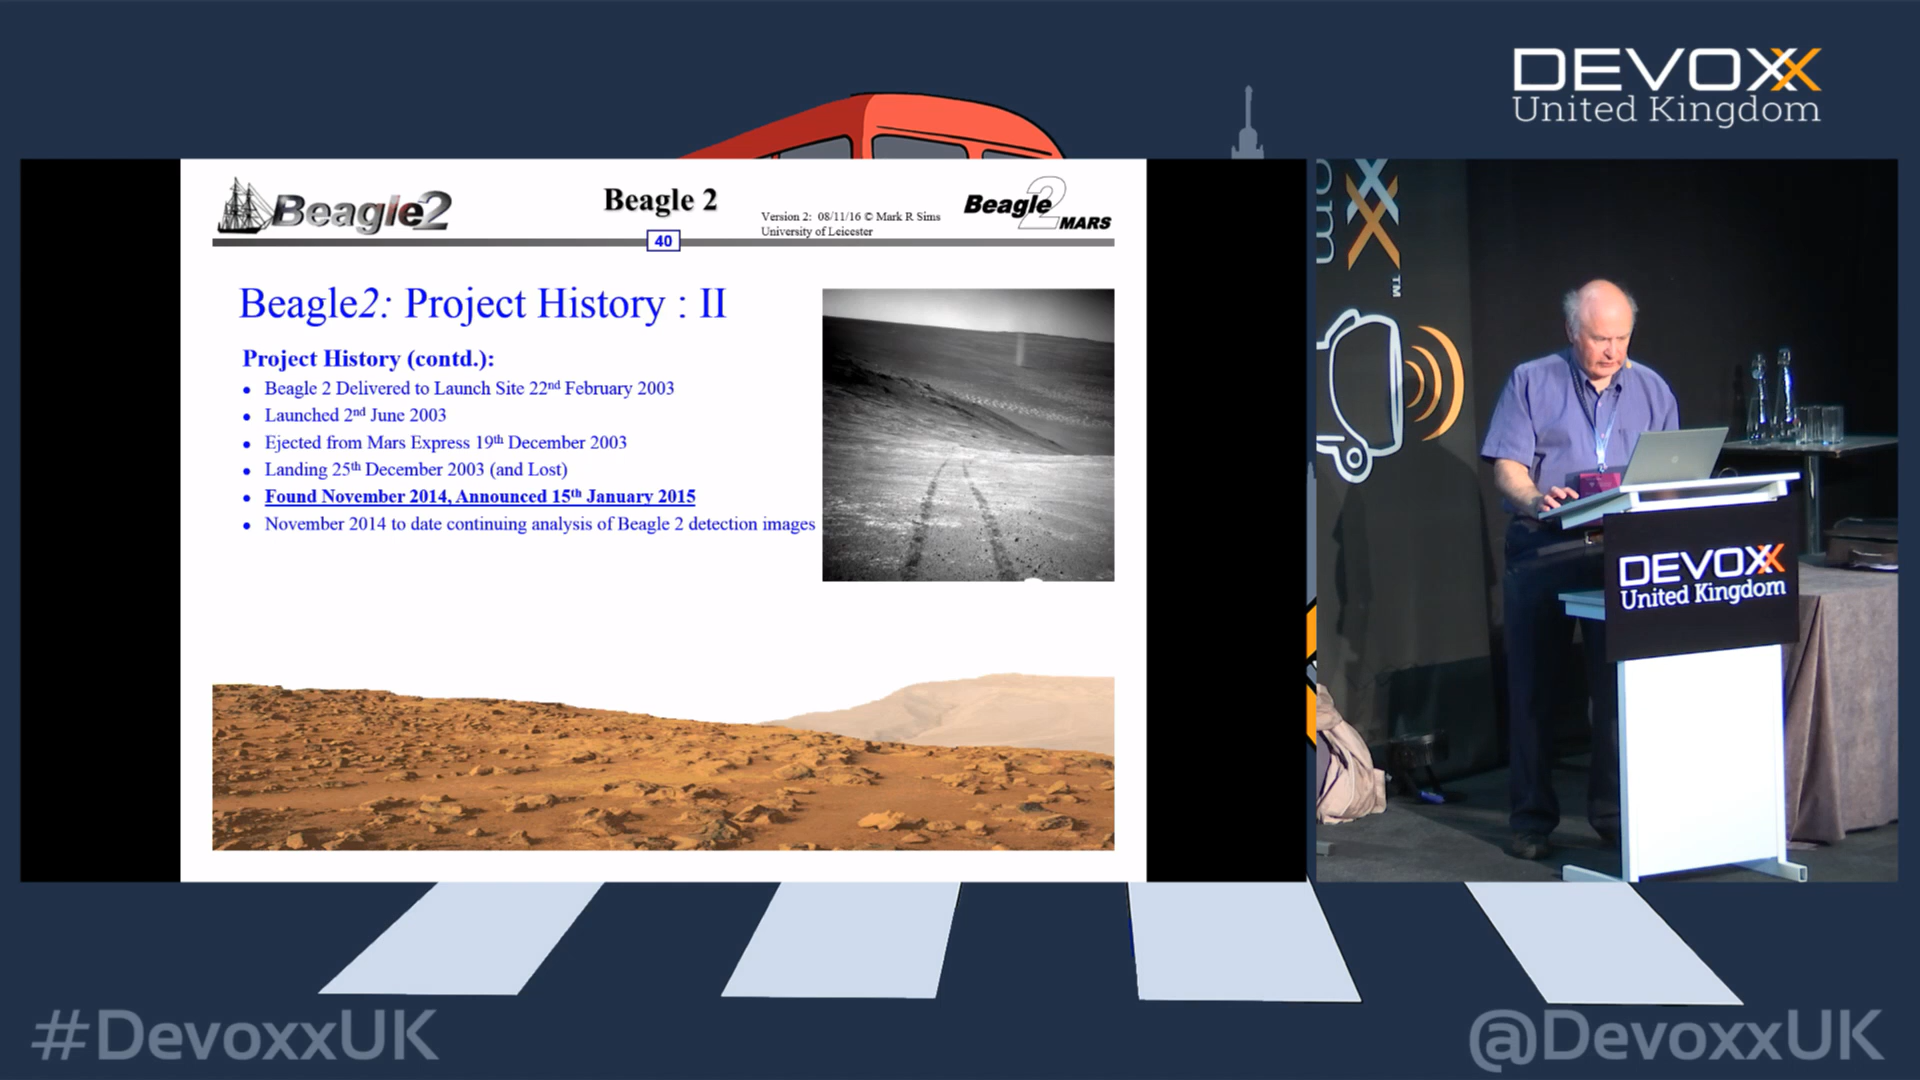 DEVOXX
United Kingdom
Beagle2
Beagle 2
Version 2: 08/11/16 © Mark R Sims
University of Leicester
Beagle 2
MARS
40
Beagle2: Project History : II
Project History (contd.):
• Beagle 2 Delivered to Launch Site 22nd February 2003
• Launched 2nd June 2003
• Ejected from Mars Express 19th December 2003
• Landing 25th December 2003 (and Lost)
• Found November 2014, Announced 15th January 2015
• November 2014 to date continuing analysis of Beagle 2 detection images
TM
DEVOXX
United Kingdom
#DevoxxUK
@DevoxxUK